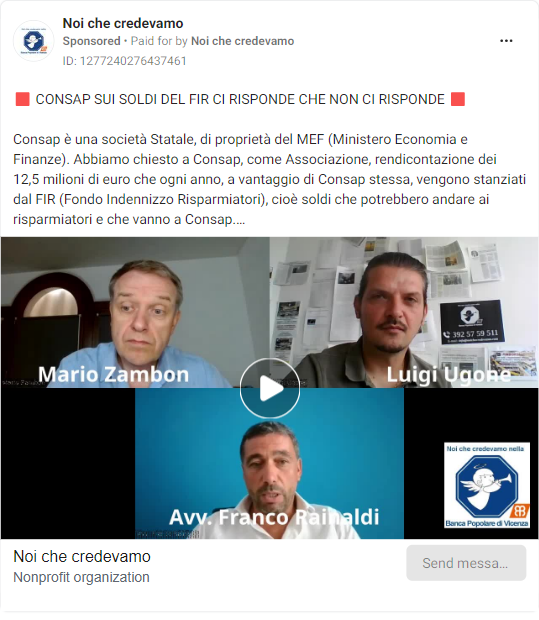 Noi che credevamo
Sponsored • Paid for by Noi che credevamo
ID: 1277240276437461
🟥 CONSAP SUI SOLDI DEL FIR CI RISPONDE CHE NON CI RISPONDE 🟥
Consap è una società Statale, di proprietà del MEF (Ministero Economia e
Finanze). Abbiamo chiesto a Consap, come Associazione, rendicontazione dei
12,5 milioni di euro che ogni anno, a vantaggio di Consap stessa, vengono stanziati
dal FIR (Fondo Indennizzo Risparmiatori), cioè soldi che potrebbero andare ai
risparmiatori e che vanno a Consap....
392 57 59 511
Mario Zambon
Luigi Ugone
Avv. Franco Rainaldi
Noi che credevamo nella
Banca Popolare di Vicenza
Noi che credevamo
Nonprofit organization
Send messa...